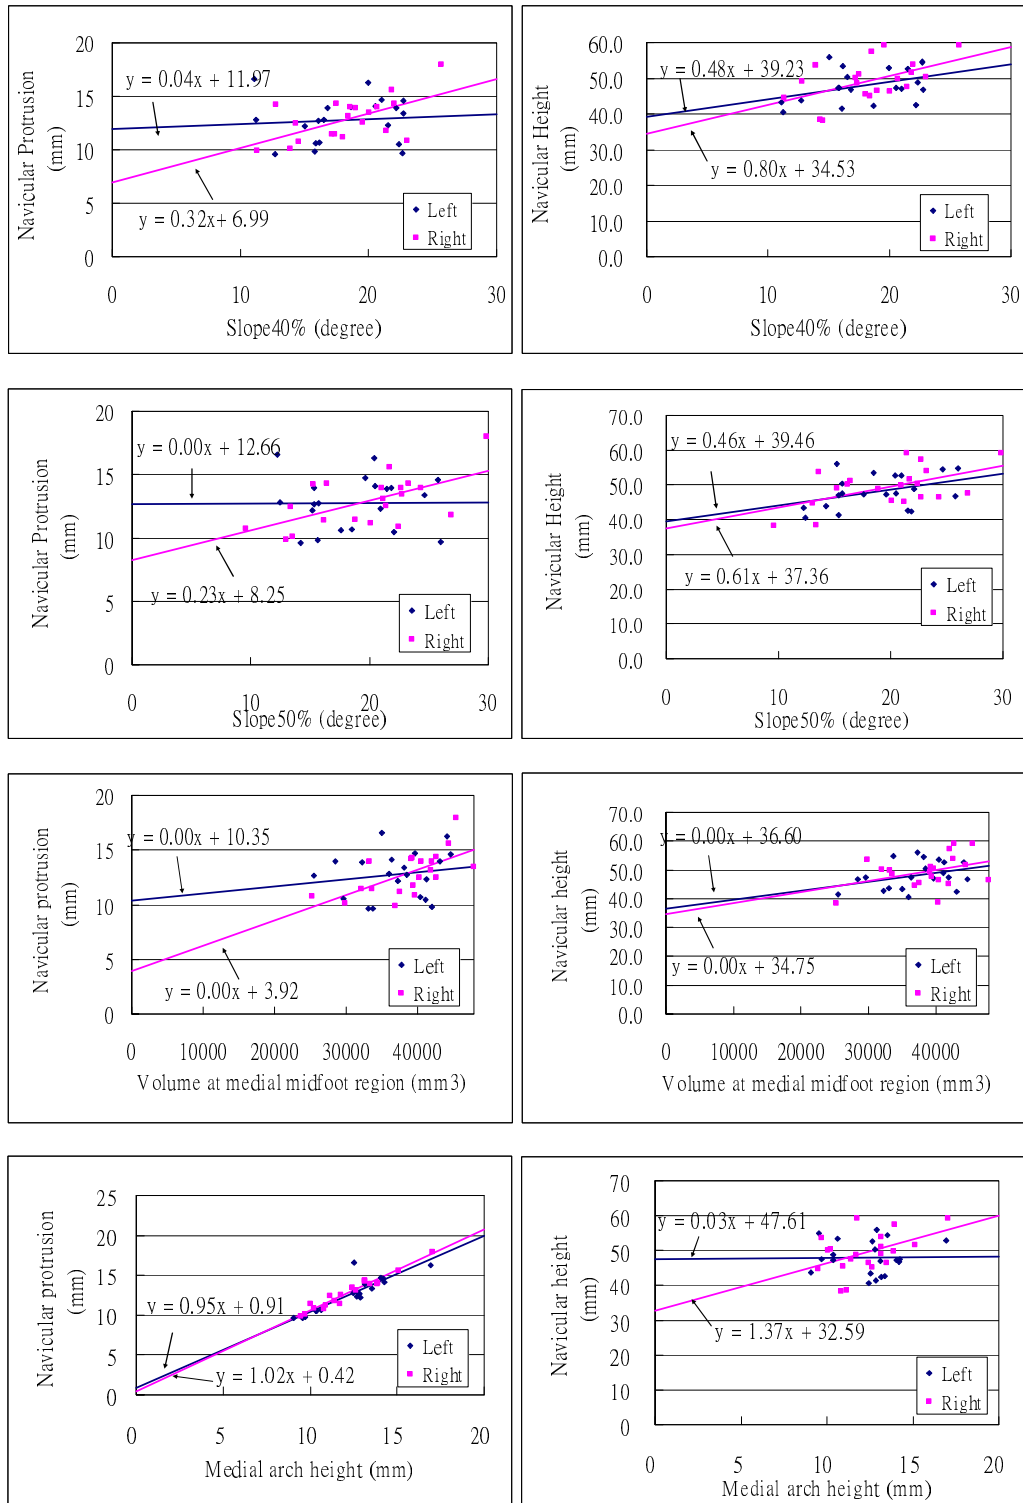 20
15
10
5
0
Navicular Protrusion
(mm)
y = 0.04x + 11.97
y = 0.32x+ 6.99
Left
Right
0 10 20 30
Slope40% (degree)
60.0
50.0
40.0
30.0
20.0
10.0
0.0
Navicular Height
(mm)
y = 0.48x + 39.23
y = 0.80x + 34.53
Left
Right
0 10 20 30
Slope40% (degree)
20
15
10
5
0
Navicular Protrusion
(mm)
y = 0.00x + 12.66
y = 0.23x + 8.25
Left
Right
0 10 20 30
Slope50% (degree)
70.0
60.0
50.0
40.0
30.0
20.0
10.0
0.0
Navicular Height
(mm)
y = 0.46x + 39.46
y = 0.61x + 37.36
Left
Right
0 10 20 30
Slope50% (degree)
20
15
10
5
0
Navicular protrusion
(mm)
y = 0.00x + 10.35
y = 0.00x + 3.92
Left
Right
0 10000 20000 30000 40000
Volume at medial midfoot region (mm3)
70.0
60.0
50.0
40.0
30.0
20.0
10.0
0.0
Navicular height
(mm)
y = 0.00x + 36.60
y = 0.00x + 34.75
Left
Right
0 10000 20000 30000 40000
Volume at medial midfoot region (mm3)
25
20
15
10
5
0
Navicular protrusion
(mm)
y = 0.95x + 0.91
y = 1.02x + 0.42
Left
Right
0 5 10 15 20
Medial arch height (mm)
70
60
50
40
30
20
10
0
Navicular height
(mm)
y = 0.03x + 47.61
y = 1.37x + 32.59
Left
Right
0 5 10 15 20
Medial arch height (mm)